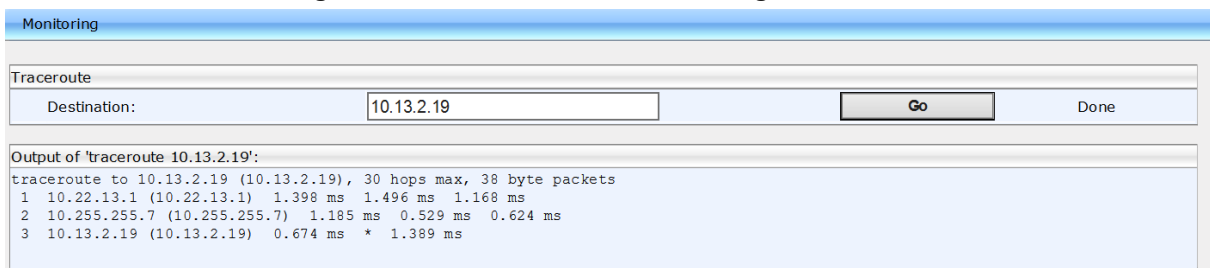 Monitoring
Traceroute
Destination: 10.13.2.19 Go Done
Output of 'traceroute 10.13.2.19':
traceroute to 10.13.2.19 (10.13.2.19), 30 hops max, 38 byte packets
1 10.22.13.1 (10.22.13.1) 1.398 ms 1.496 ms 1.168 ms
2 10.255.255.7 (10.255.255.7) 1.185 ms 0.529 ms 0.624 ms
3 10.13.2.19 (10.13.2.19) 0.674 ms * 1.389 ms